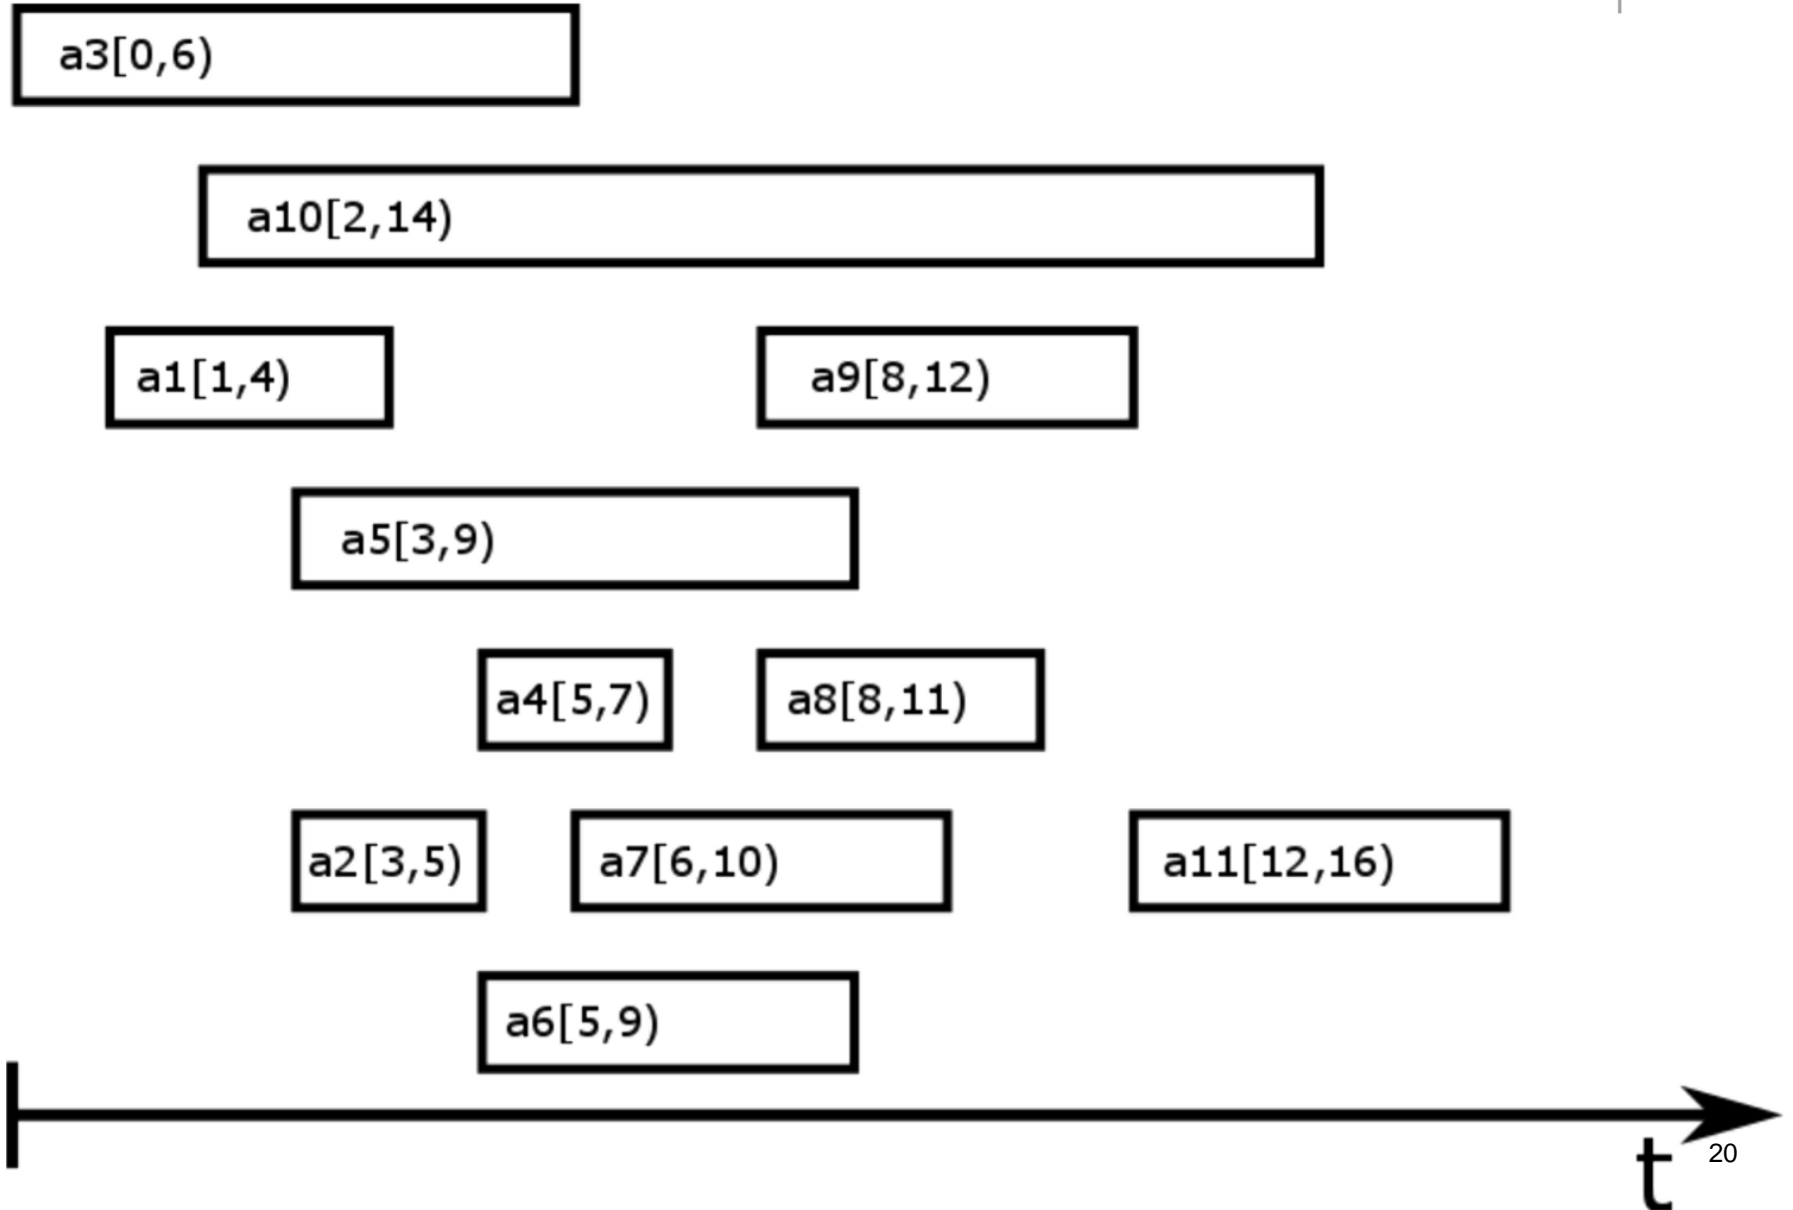 a3[0,6)
a10[2,14)
a1[1,4)
a9[8,12)
a5[3,9)
a4[5,7)
a8[8,11)
a2[3,5)
a7[6,10)
a11[12,16)
a6[5,9)
t
20